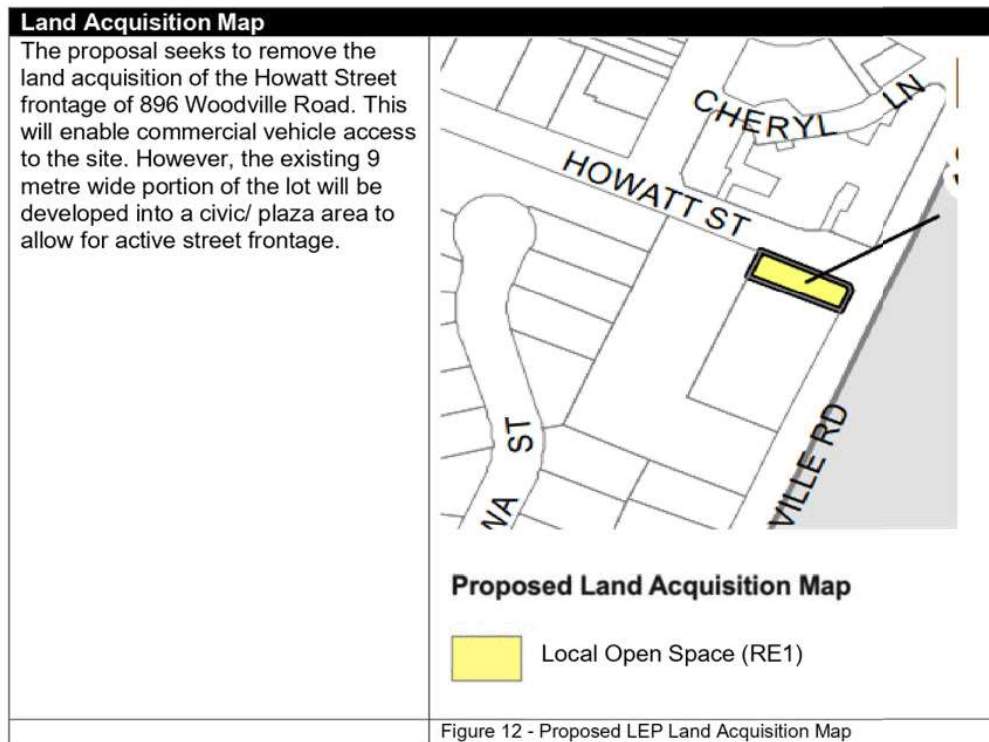 Land Acquisition Map
The proposal seeks to remove the
land acquisition of the Howatt Street
frontage of 896 Woodville Road. This
will enable commercial vehicle access
to the site. However, the existing 9
metre wide portion of the lot will be
developed into a civic/ plaza area to
allow for active street frontage.
CHERYL LN
HOWATT ST
WA ST
VILLE RD
Proposed Land Acquisition Map
Local Open Space (RE1)
Figure 12 - Proposed LEP Land Acquisition Map